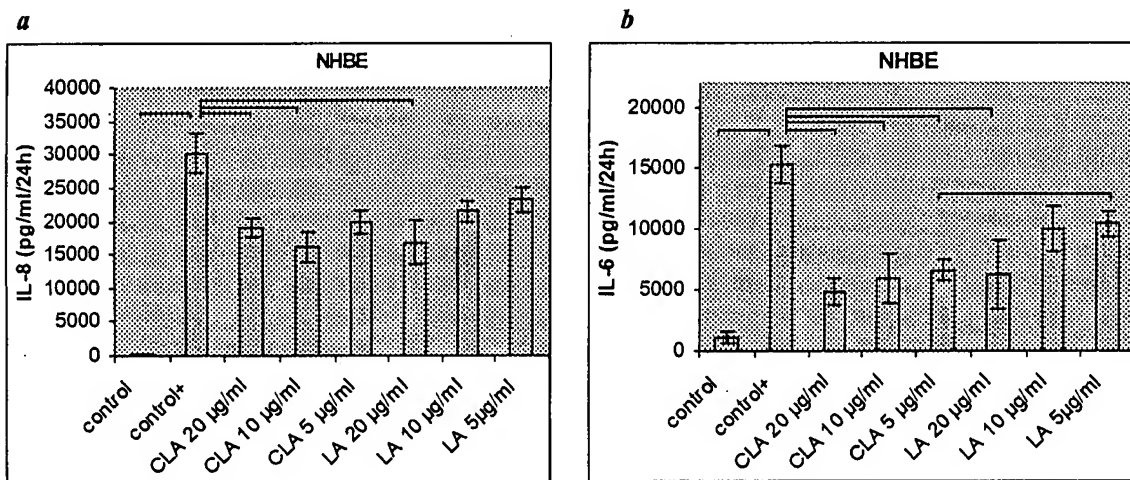 a
NHBE
IL-8 (pg/ml/24h)
40000
35000
30000
25000
20000
15000
10000
5000
0
control
control+
CLA 20 µg/ml
CLA 10 µg/ml
CLA 5 µg/ml
LA 20 µg/ml
LA 10 µg/ml
LA 5µg/ml
b
NHBE
IL-6 (pg/ml/24h)
20000
15000
10000
5000
0
control
control+
CLA 20 µg/ml
CLA 10 µg/ml
CLA 5 µg/ml
LA 20 µg/ml
LA 10 µg/ml
LA 5µg/ml